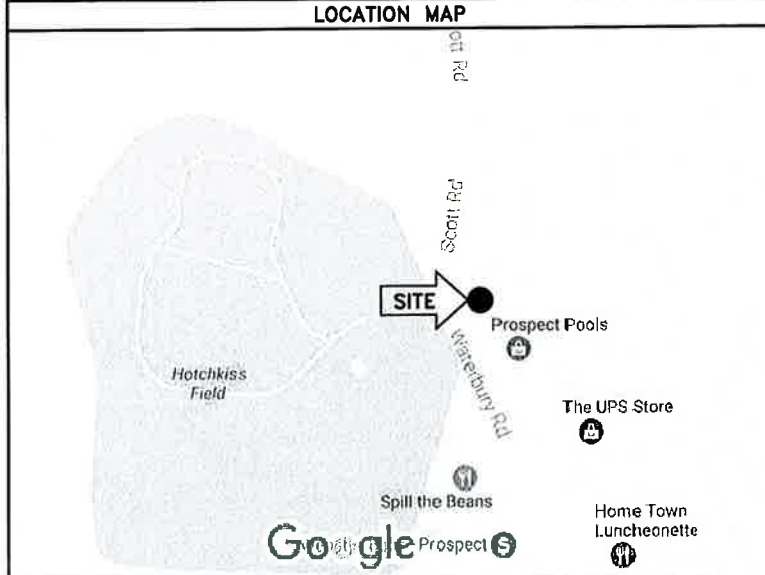 LOCATION MAP
ott Rd
Scott Rd
SITE
Prospect Pools
Waterbury Rd
Hotchkiss
Field
The UPS Store
Spill the Beans
Home Town
Luncheonette
Google
Prospect